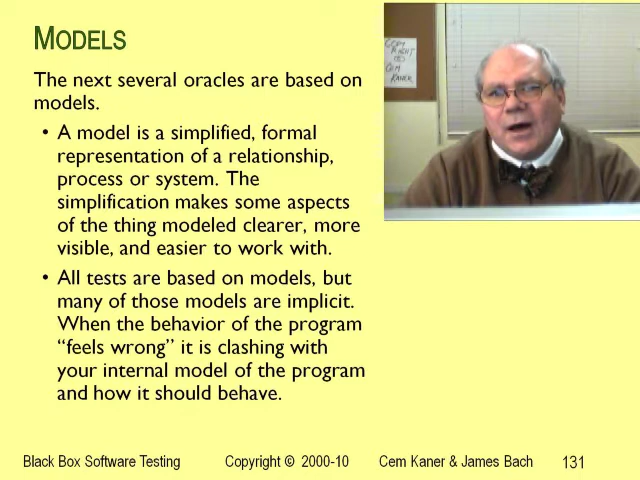 MODELS
The next several oracles are based on
models.
• A model is a simplified, formal
representation of a relationship,
process or system. The
simplification makes some aspects
of the thing modeled clearer, more
visible, and easier to work with.
• All tests are based on models, but
many of those models are implicit.
When the behavior of the program
“feels wrong” it is clashing with
your internal model of the program
and how it should behave.
COPY
RIGHT
(C)
CEM
KANER
Black Box Software Testing Copyright © 2000-10 Cem Kaner & James Bach 131